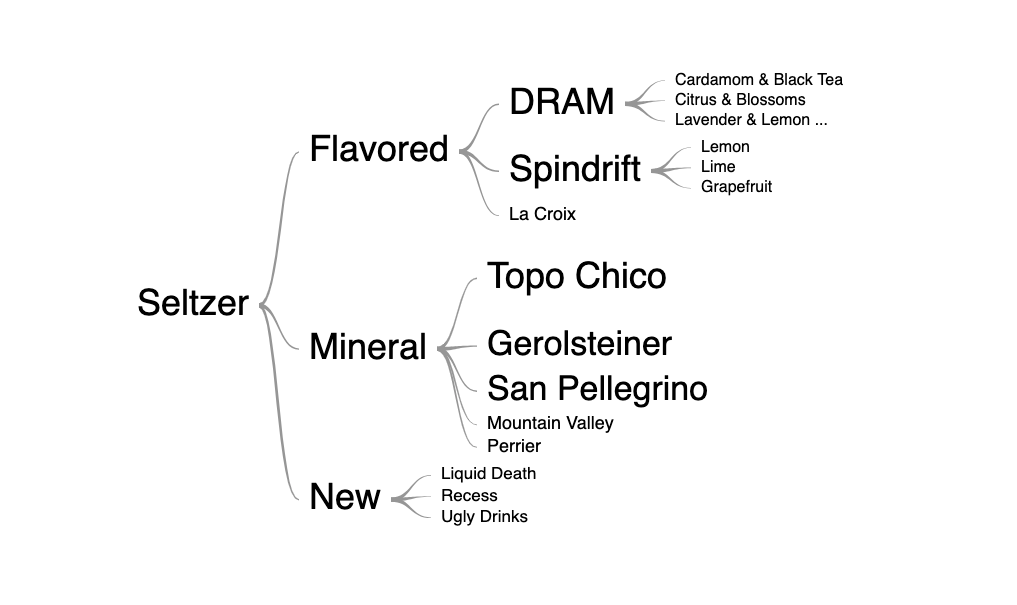 Seltzer
Flavored
DRAM
Cardamom & Black Tea
Citrus & Blossoms
Lavender & Lemon ...
Spindrift
Lemon
Lime
Grapefruit
La Croix
Mineral
Topo Chico
Gerolsteiner
San Pellegrino
Mountain Valley
Perrier
New
Liquid Death
Recess
Ugly Drinks